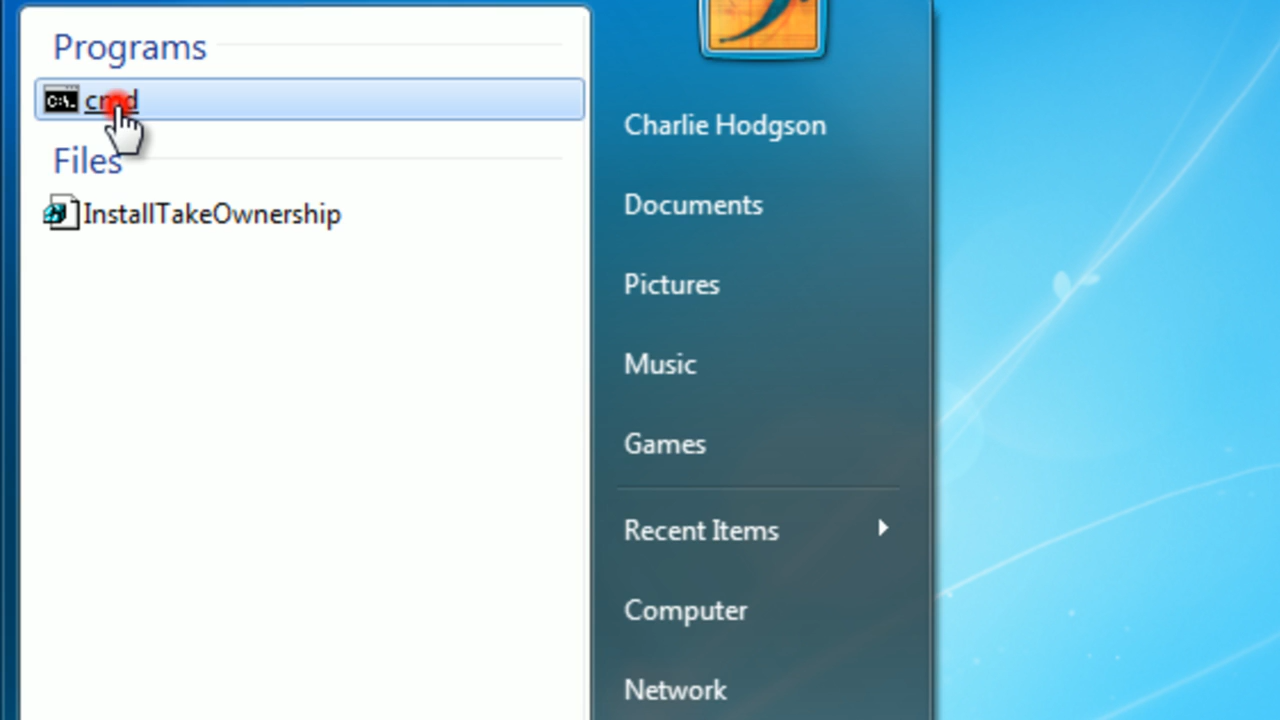 Programs
cmd
Files
InstallTakeOwnership
Charlie Hodgson
Documents
Pictures
Music
Games
Recent Items
Computer
Network